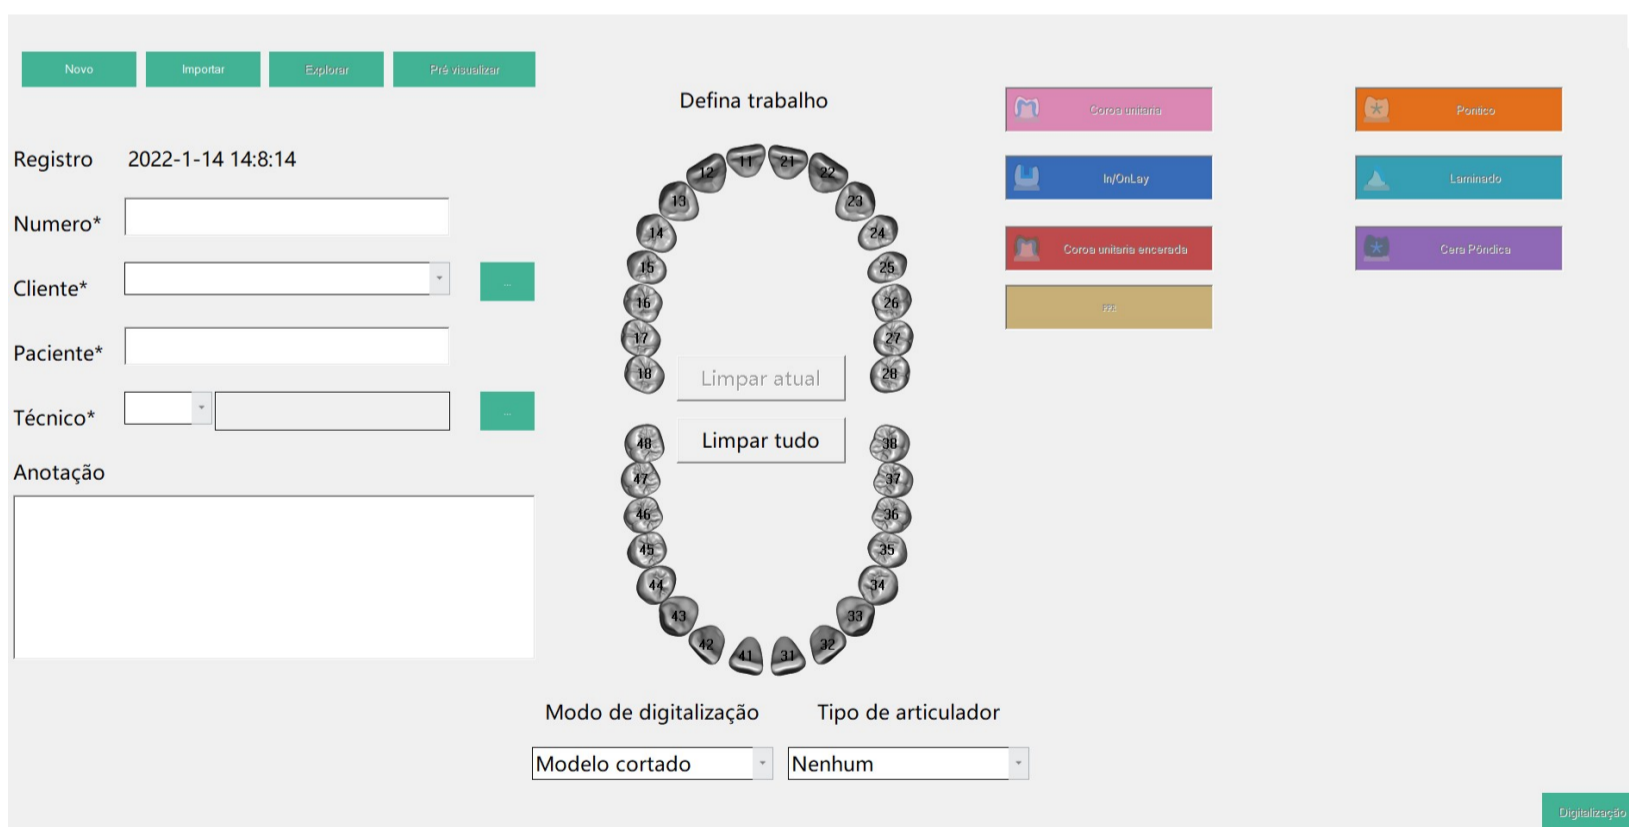 Novo
Importar
Explorar
Pré visualizar
Registro 2022-1-14 14:8:14
Numero*
Cliente*
...
Paciente*
Técnico*
...
Anotação
Defina trabalho
11 21
12 22
13 23
14 24
15 25
16 26
17 27
18 28
Limpar atual
Limpar tudo
48 38
47 37
46 36
45 35
44 34
43 33
42 32
41 31
Modo de digitalização
Tipo de articulador
Modelo cortado
Nenhum
Coroa unitaria
Pontico
In/OnLay
Laminado
Coroa unitaria encerada
Cera Pôndica
Digitalização